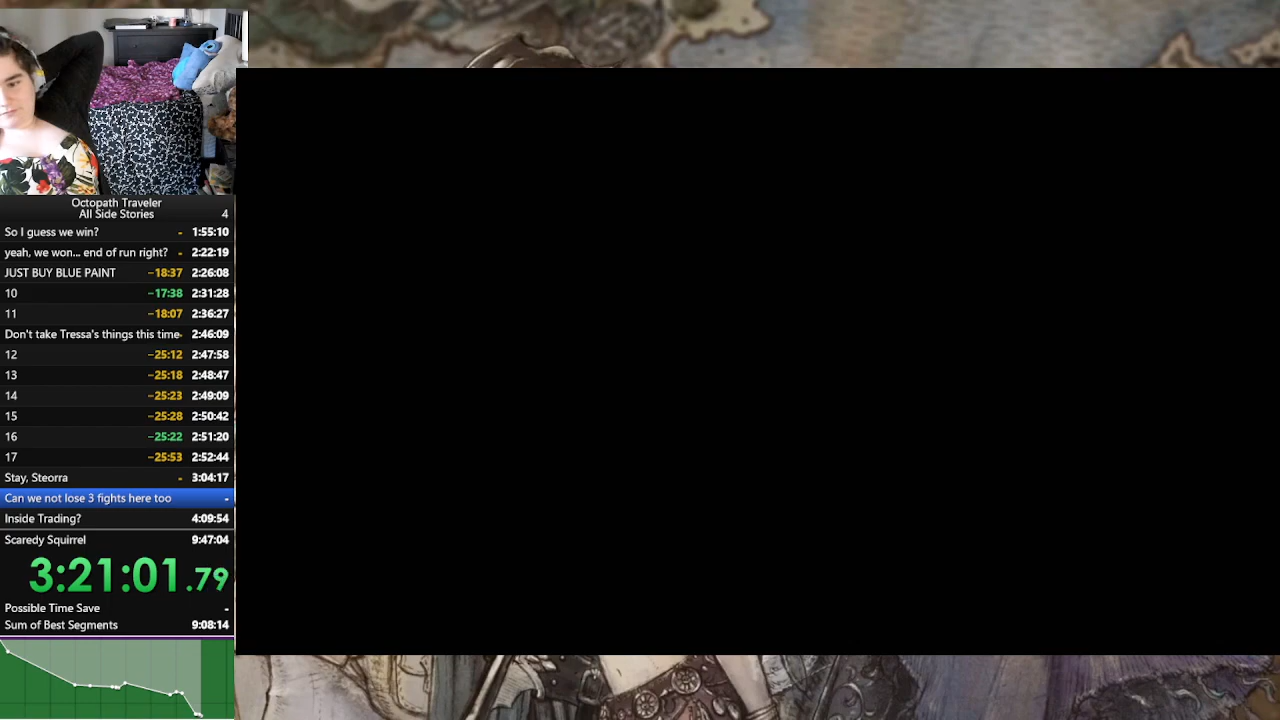 Octopath Traveler
All Side Stories 4
So I guess we win? - 1:55:10
yeah, we won... end of run right? - 2:22:19
JUST BUY BLUE PAINT −18:37 2:26:08
10 −17:38 2:31:28
11 −18:07 2:36:27
Don't take Tressa's things this time - 2:46:09
12 −25:12 2:47:58
13 −25:18 2:48:47
14 −25:23 2:49:09
15 −25:28 2:50:42
16 −25:22 2:51:20
17 −25:53 2:52:44
Stay, Steorra - 3:04:17
Can we not lose 3 fights here too -
Inside Trading? 4:09:54
Scaredy Squirrel 9:47:04
3:21:01.79
Possible Time Save -
Sum of Best Segments 9:08:14